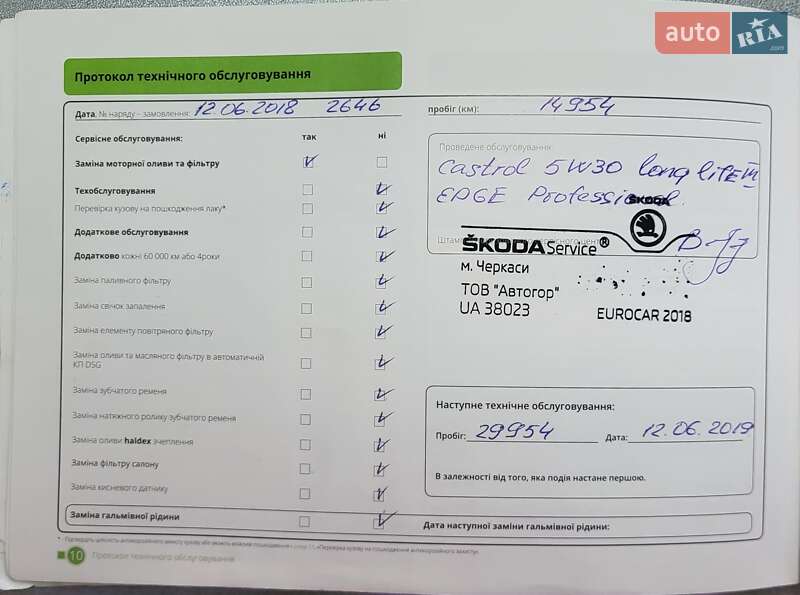 auto RIA.com
Протокол технічного обслуговування
Дата, № наряду – замовлення: 12.06.2018 2646 пробіг (км): 14954
Сервісне обслуговування: так ні
Заміна моторної оливи та фільтру
Техобслуговування
Перевірка кузову на пошкодження лаку*
Додаткове обслуговування
Додатково кожні 60 000 км або 4роки
Заміна паливного фільтру
Заміна свічок запалення
Заміна елементу повітряного фільтру
Заміна оливи та масляного фільтру в автоматичній
КП DSG
Заміна зубчатого ременя
Заміна натяжного ролику зубчатого ременя
Заміна оливи haldex зчеплення
Заміна фільтру салону
Заміна кисневого датчику
Заміна гальмівної рідини
Проведене обслуговування:
Castrol 5W30 longlife III
EDGE Professional.
SKODA
ŠKODA Service®
м. Черкаси
ТОВ "Автогор"
UA 38023
EUROCAR 2018
Наступне технічне обслуговування:
Пробіг: 29954 Дата: 12.06.2019
В залежності від того, яка подія настане першою.
Дата наступної заміни гальмівної рідини:
10 Протокол технічного обслуговування